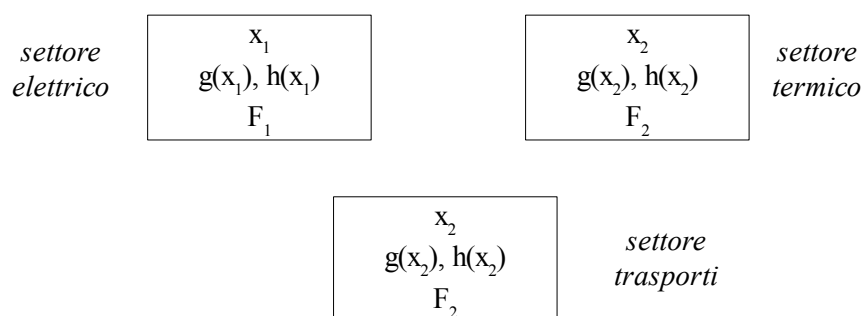 settore
elettrico
x₁
g(x₁), h(x₁)
F₁
x₂
g(x₂), h(x₂)
F₂
settore
termico
x₂
g(x₂), h(x₂)
F₂
settore
trasporti